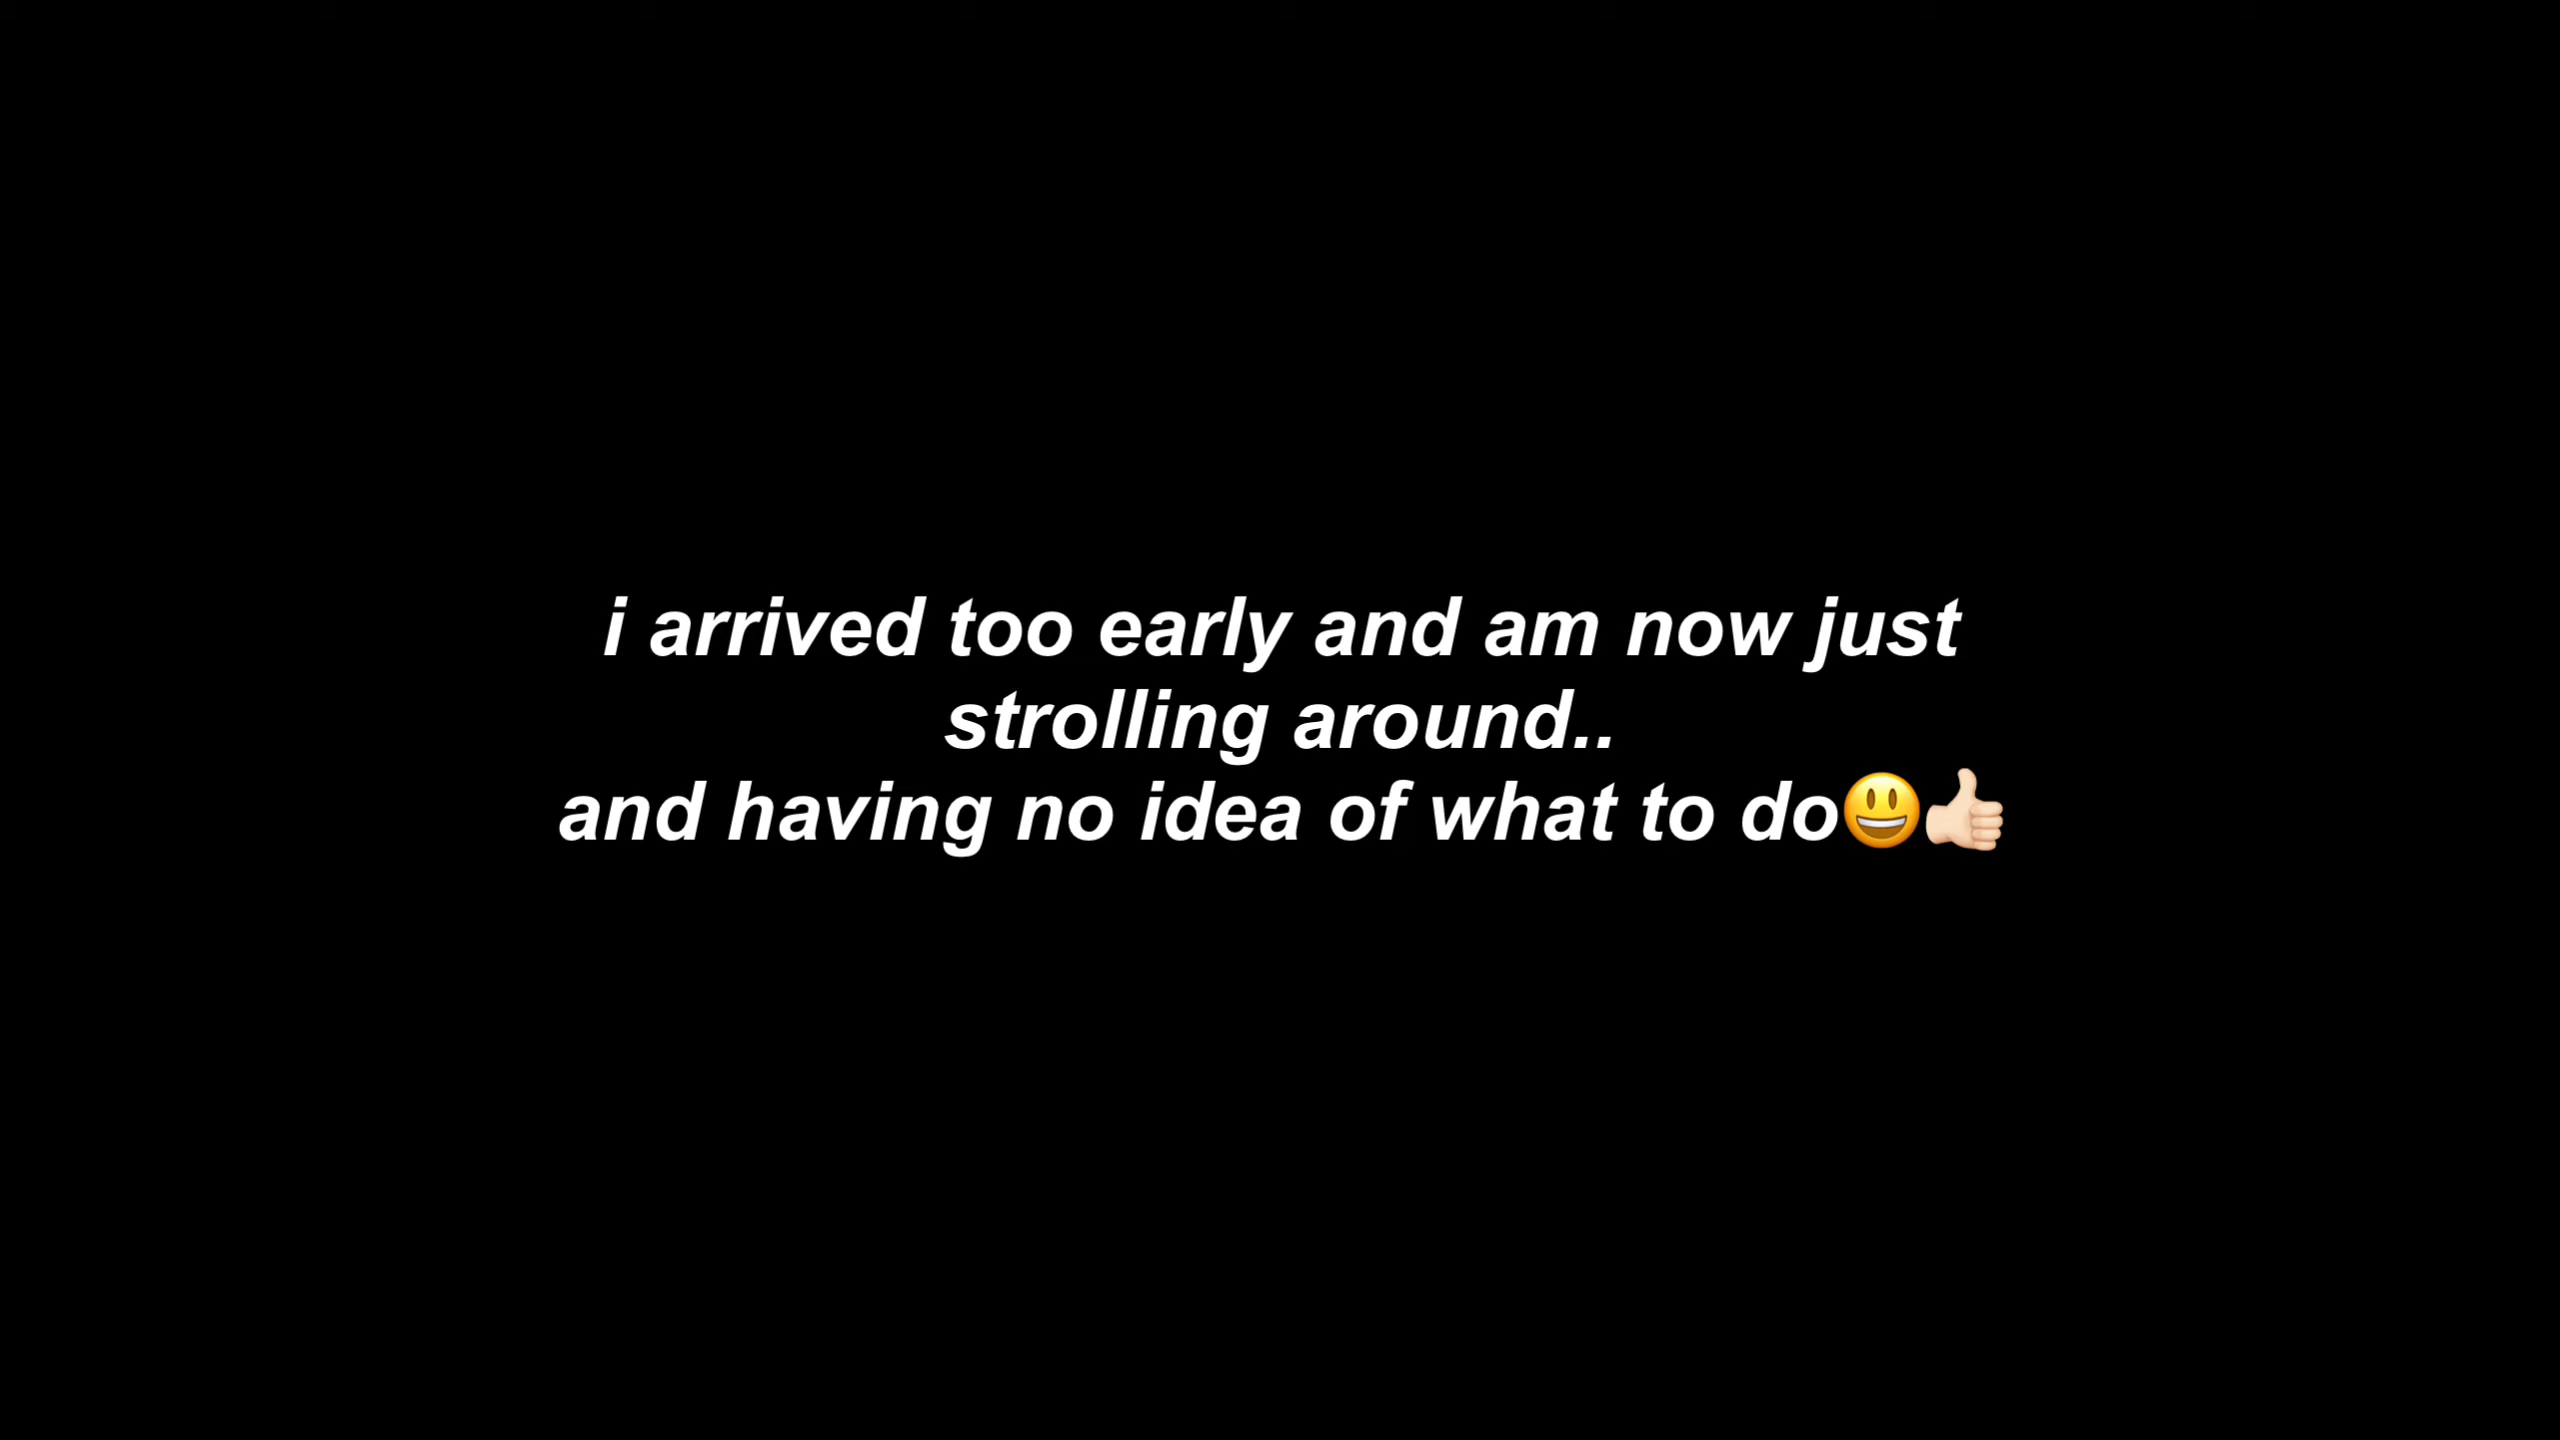 i arrived too early and am now just
strolling around..
and having no idea of what to do😃👍🏻